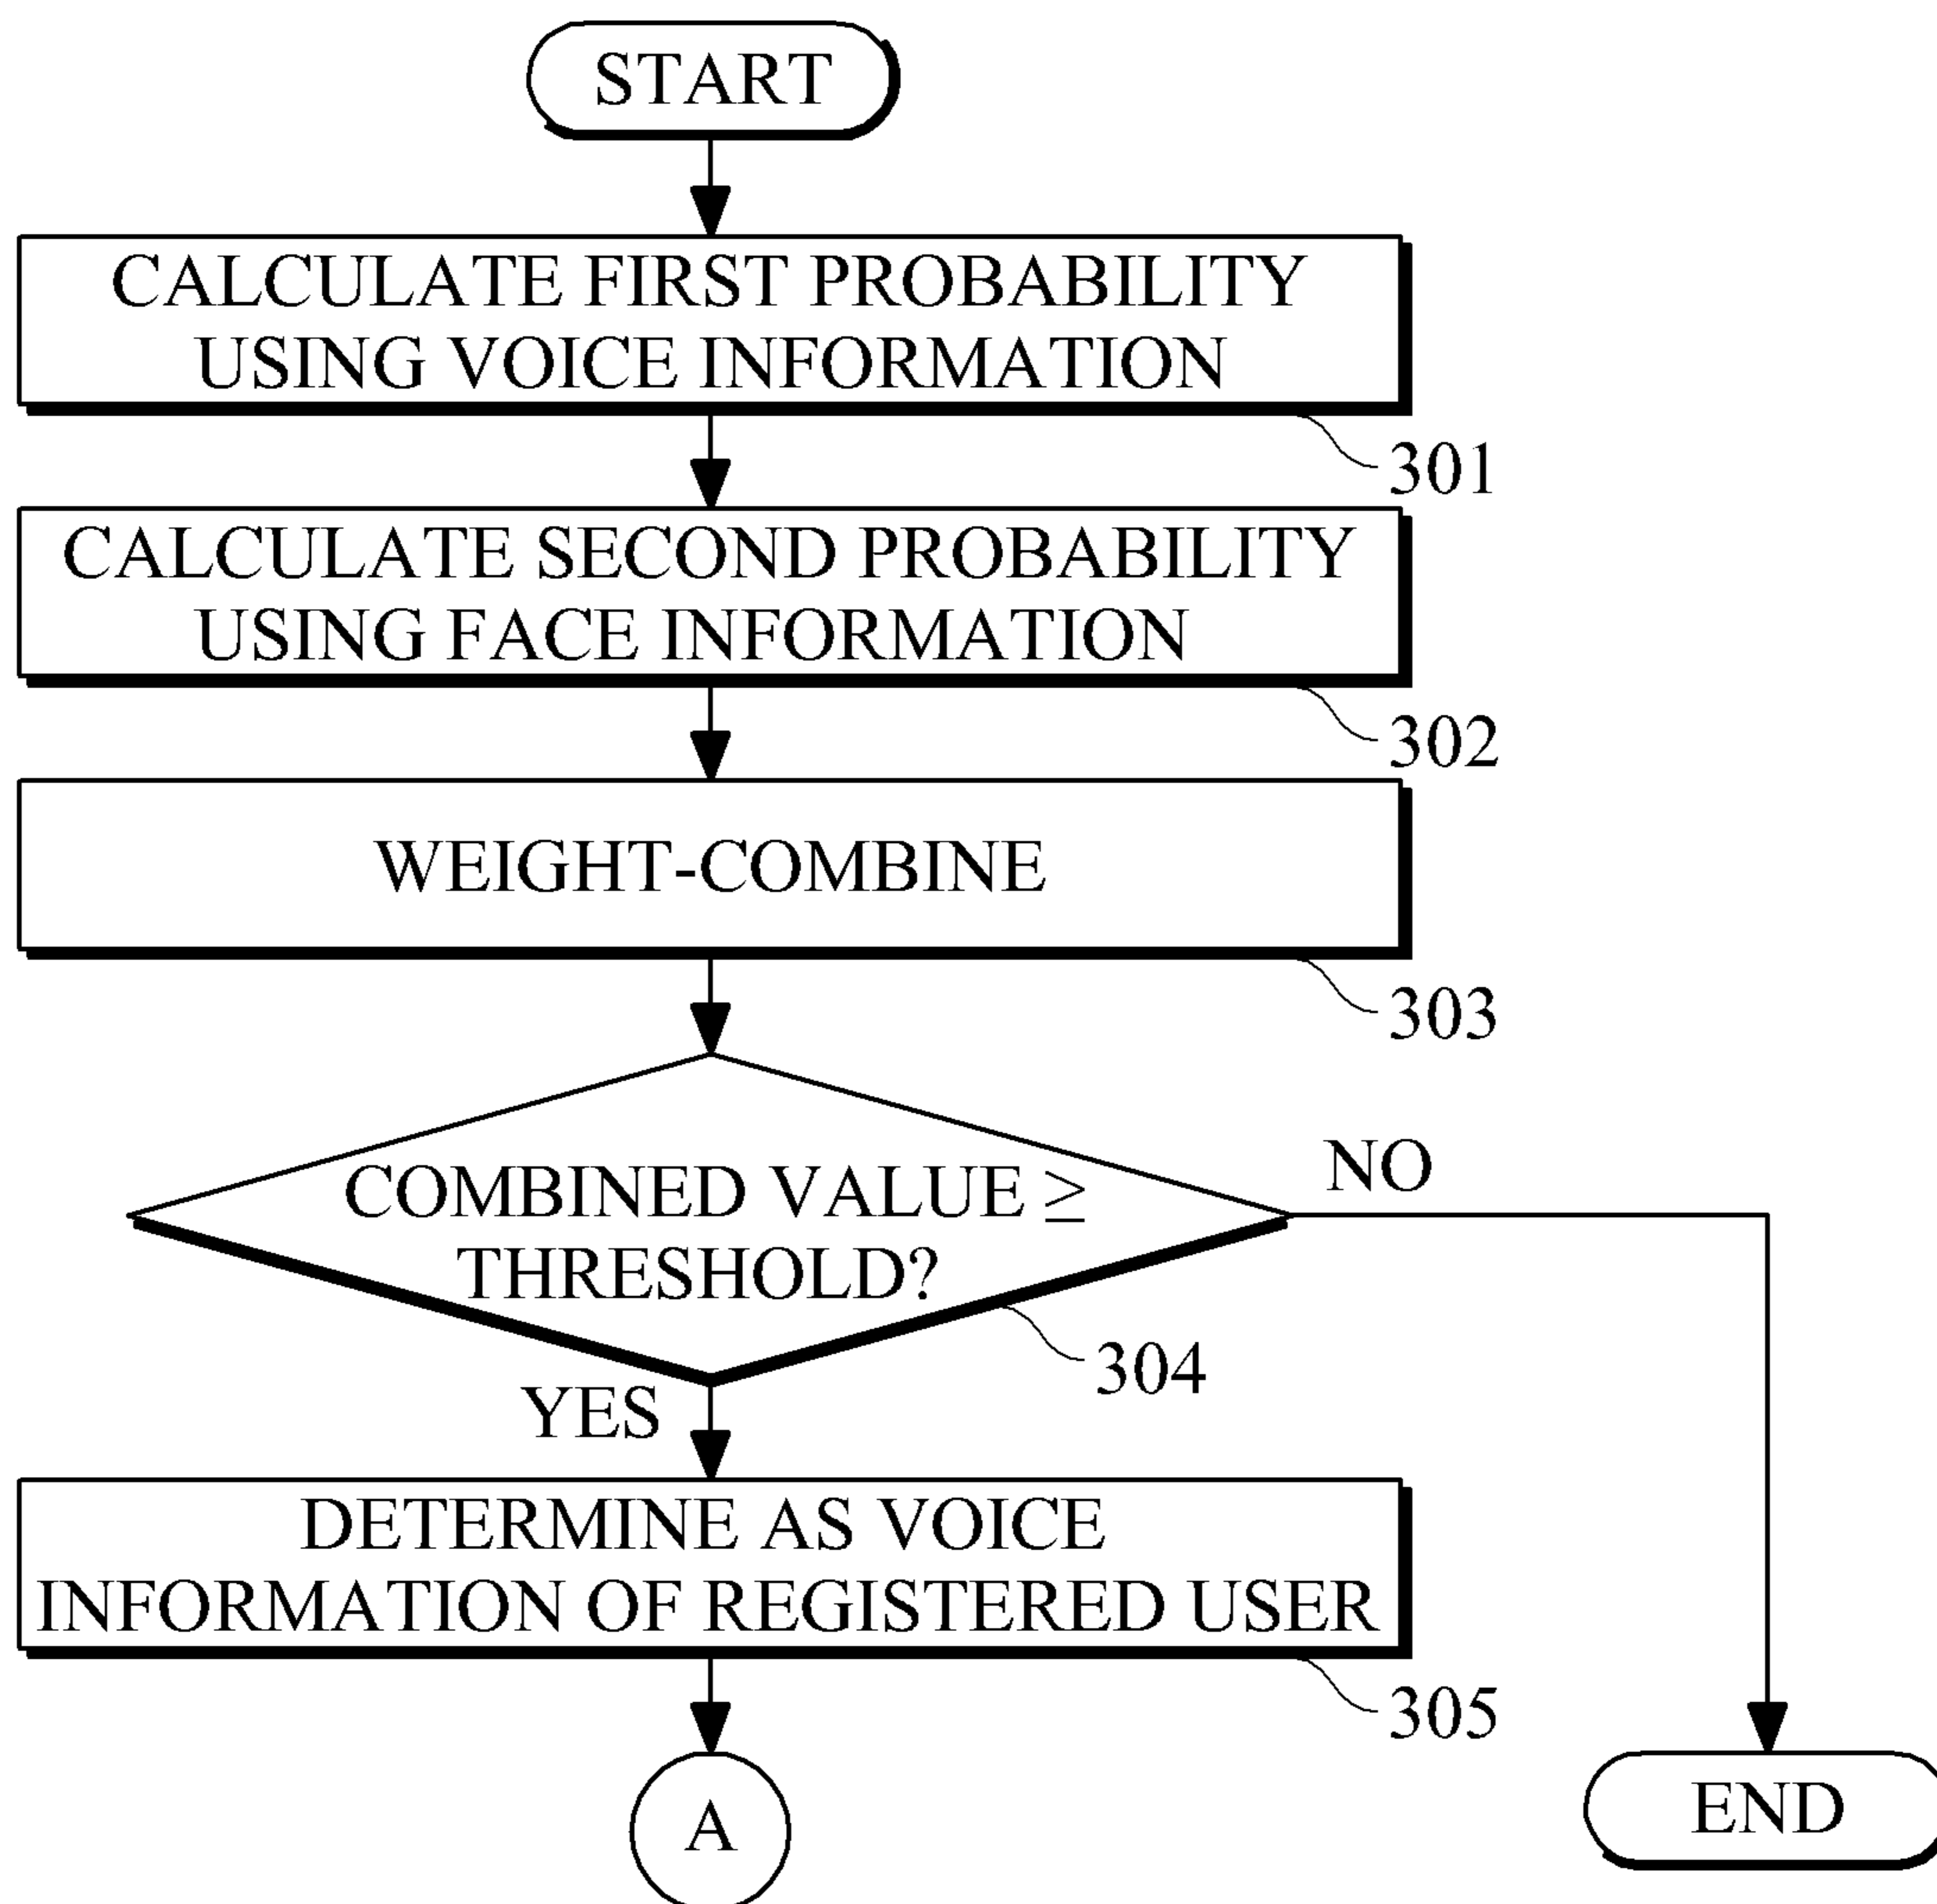 START
CALCULATE FIRST PROBABILITY
USING VOICE INFORMATION
301
CALCULATE SECOND PROBABILITY
USING FACE INFORMATION
302
WEIGHT-COMBINE
303
COMBINED VALUE ≥
THRESHOLD?
NO
304
YES
DETERMINE AS VOICE
INFORMATION OF REGISTERED USER
305
A
END